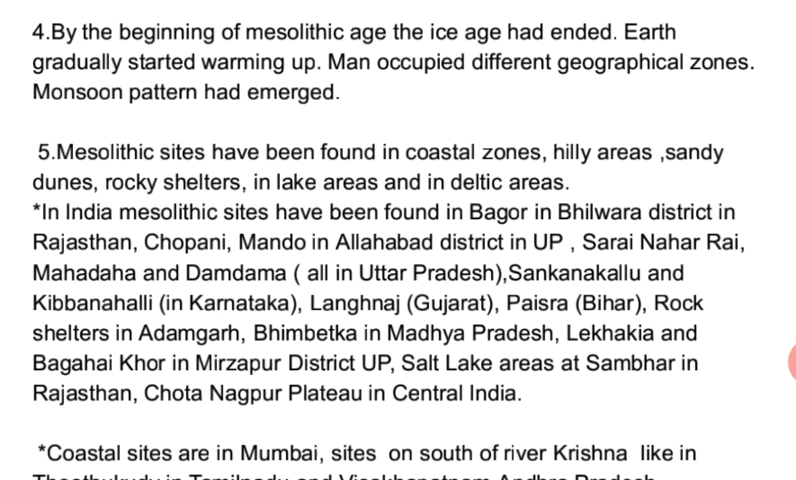 4.By the beginning of mesolithic age the ice age had ended. Earth
gradually started warming up. Man occupied different geographical zones.
Monsoon pattern had emerged.
5.Mesolithic sites have been found in coastal zones, hilly areas ,sandy
dunes, rocky shelters, in lake areas and in deltic areas.
*In India mesolithic sites have been found in Bagor in Bhilwara district in
Rajasthan, Chopani, Mando in Allahabad district in UP , Sarai Nahar Rai,
Mahadaha and Damdama ( all in Uttar Pradesh),Sankanakallu and
Kibbanahalli (in Karnataka), Langhnaj (Gujarat), Paisra (Bihar), Rock
shelters in Adamgarh, Bhimbetka in Madhya Pradesh, Lekhakia and
Bagahai Khor in Mirzapur District UP, Salt Lake areas at Sambhar in
Rajasthan, Chota Nagpur Plateau in Central India.
*Coastal sites are in Mumbai, sites  on south of river Krishna  like in